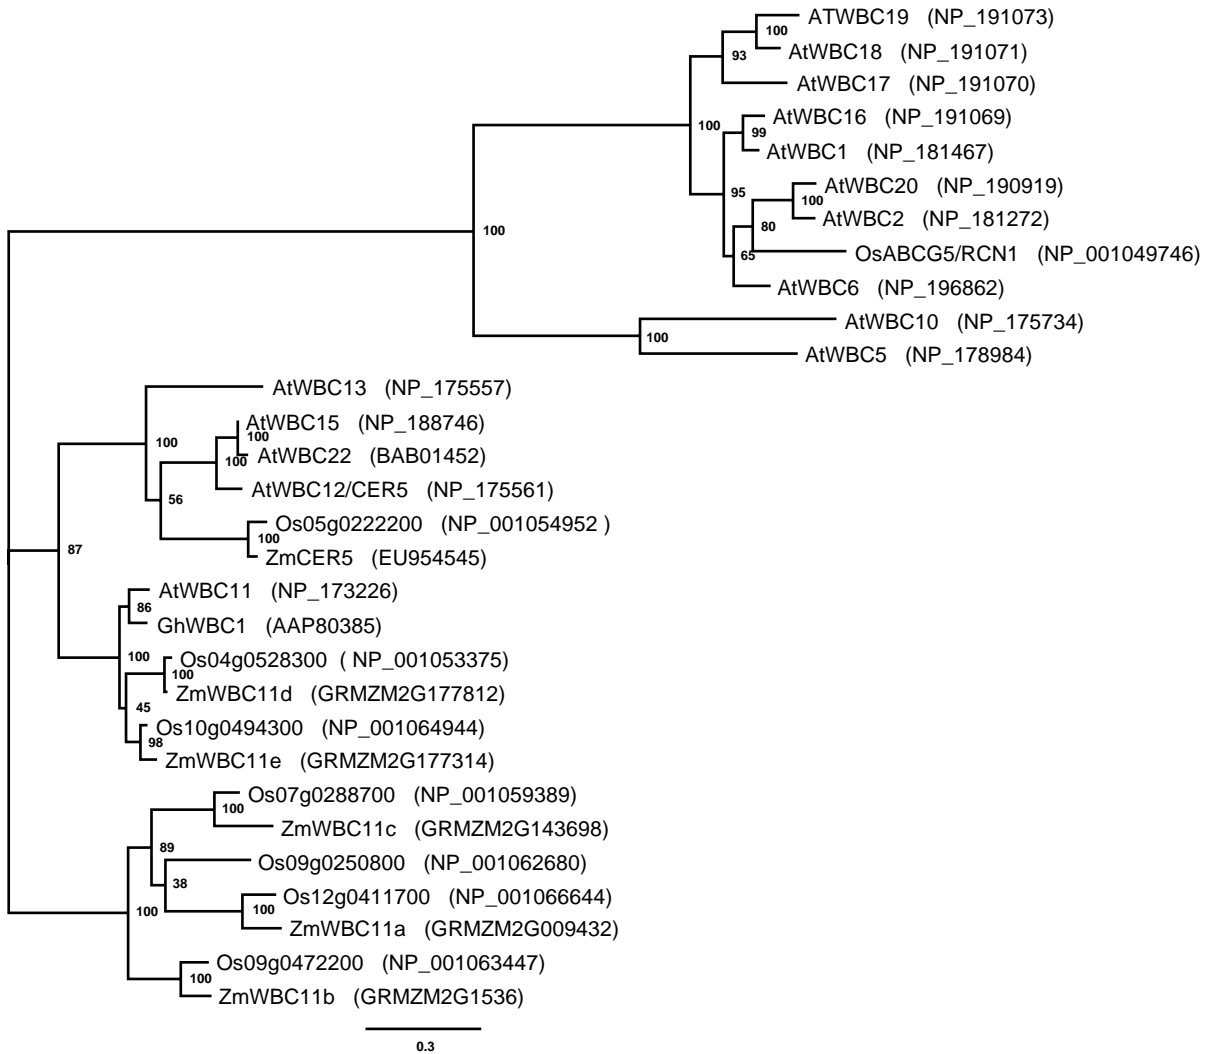 ATWBC19 (NP_191073)
100
AtWBC18 (NP_191071)
93
AtWBC17 (NP_191070)
AtWBC16 (NP_191069)
100
99
AtWBC1 (NP_181467)
AtWBC20 (NP_190919)
95
100
AtWBC2 (NP_181272)
80
100
OsABCG5/RCN1 (NP_001049746)
65
AtWBC6 (NP_196862)
AtWBC10 (NP_175734)
100
AtWBC5 (NP_178984)
AtWBC13 (NP_175557)
AtWBC15 (NP_188746)
100
100
AtWBC22 (BAB01452)
100
AtWBC12/CER5 (NP_175561)
56
Os05g0222200 (NP_001054952 )
100
87
ZmCER5 (EU954545)
AtWBC11 (NP_173226)
86
GhWBC1 (AAP80385)
100
Os04g0528300 ( NP_001053375)
100
ZmWBC11d (GRMZM2G177812)
45
Os10g0494300 (NP_001064944)
98
ZmWBC11e (GRMZM2G177314)
Os07g0288700 (NP_001059389)
100
ZmWBC11c (GRMZM2G143698)
89
Os09g0250800 (NP_001062680)
38
Os12g0411700 (NP_001066644)
100
100
ZmWBC11a (GRMZM2G009432)
Os09g0472200 (NP_001063447)
100
ZmWBC11b (GRMZM2G1536)
0.3